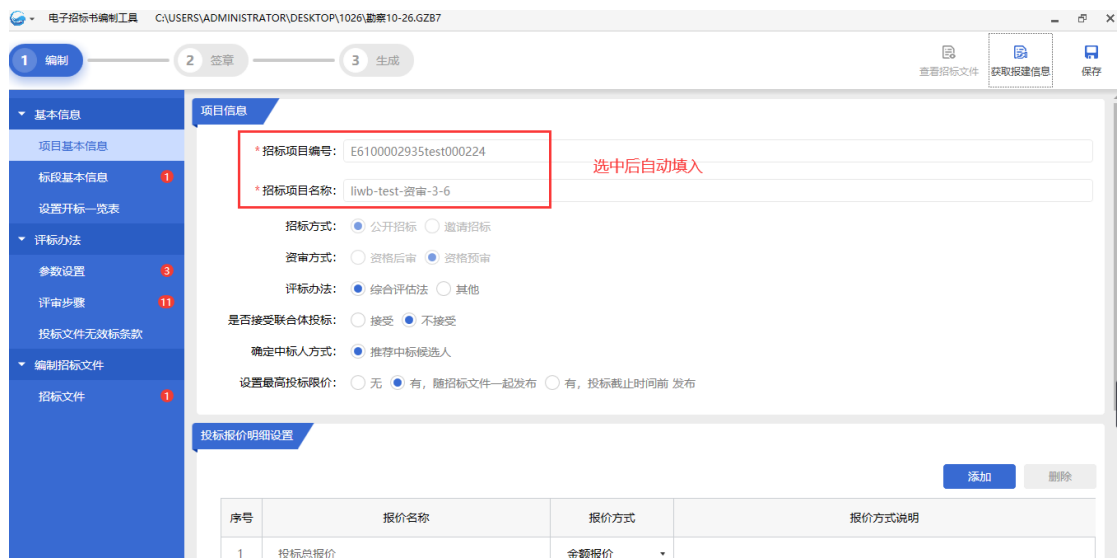 电子招标书编制工具 C:\USERS\ADMINISTRATOR\DESKTOP\1026\勘察10-26.GZB7
1 编制 2 签章 3 生成
查看招标文件 获取报建信息 保存
基本信息
项目基本信息
标段基本信息 1
设置开标一览表
评标办法
参数设置 3
评审步骤 11
投标文件无效标条款
编制招标文件
招标文件 1
项目信息
*招标项目编号: E6100002935test000224
选中后自动填入
*招标项目名称: liwb-test-资审-3-6
招标方式: 公开招标 邀请招标
资审方式: 资格后审 资格预审
评标办法: 综合评估法 其他
是否接受联合体投标: 接受 不接受
确定中标人方式: 推荐中标候选人
设置最高投标限价: 无 有, 随招标文件一起发布 有, 投标截止时间前 发布
投标报价明细设置
添加 删除
序号 报价名称 报价方式 报价方式说明
1 投标总报价 金额报价